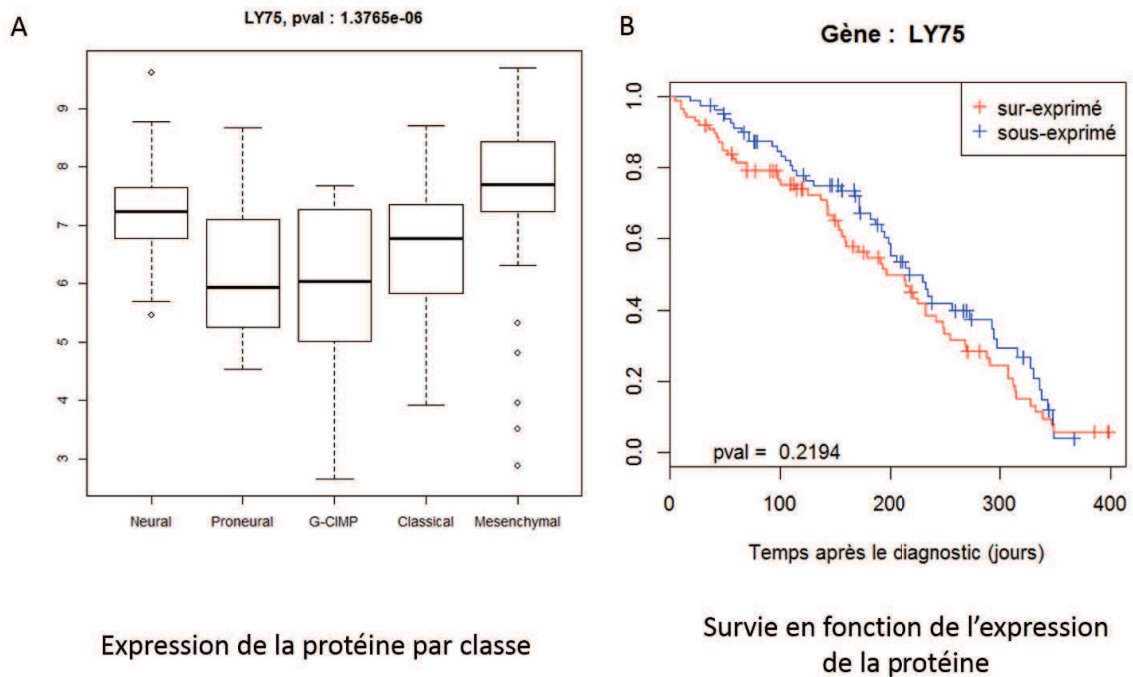 A
LY75, pval : 1.3765e-06
9
8
7
6
5
4
3
Neural Proneural G-CIMP Classical Mesenchymal
Expression de la protéine par classe
B
Gène : LY75
sur-exprimé
sous-exprimé
1.0
0.8
0.6
0.4
0.2
0.0
pval = 0.2194
0 100 200 300 400
Temps après le diagnostic (jours)
Survie en fonction de l'expression
de la protéine